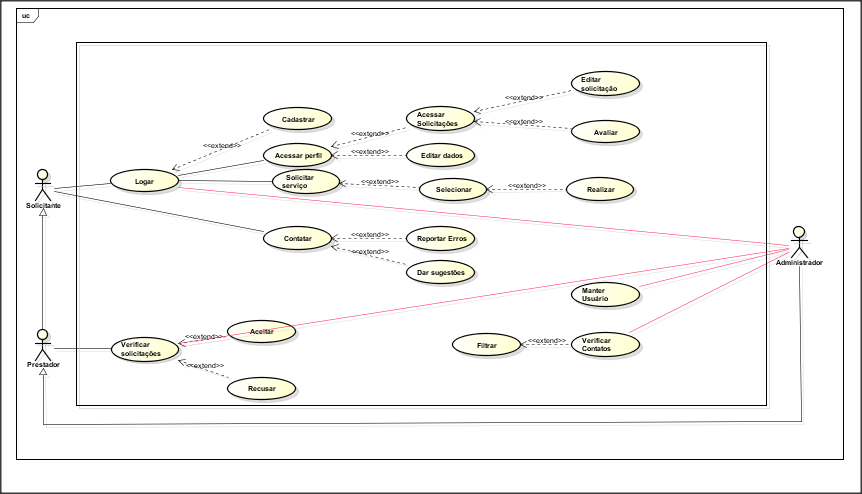 uc
Editar
solicitação
<<extend>>
Acessar
Solicitações
Cadastrar
<<extend>>
Avaliar
<<extend>>
<<extend>>
Acessar perfil
<<extend>>
Editar dados
Logar
Solicitar
serviço
<<extend>>
Selecionar
<<extend>>
Realizar
Solicitante
Contatar
<<extend>>
Reportar Erros
<<extend>>
Dar sugestões
Administrador
Manter
Usuário
Aceitar
<<extend>>
Verificar
solicitações
Filtrar
<<extend>>
Verificar
Contatos
Prestador
<<extend>>
Recusar